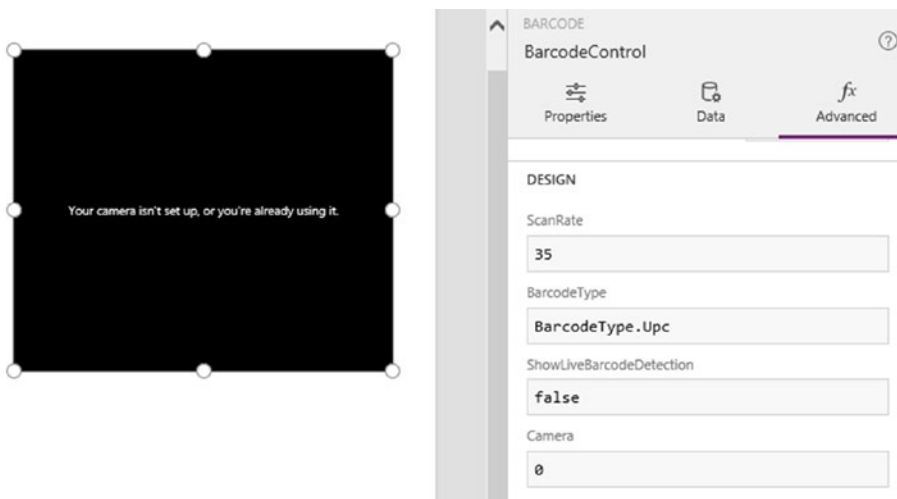 Your camera isn't set up, or you're already using it.
BARCODE
BarcodeControl
?
Properties
Data
fx
Advanced
DESIGN
ScanRate
35
BarcodeType
BarcodeType.Upc
ShowLiveBarcodeDetection
false
Camera
0